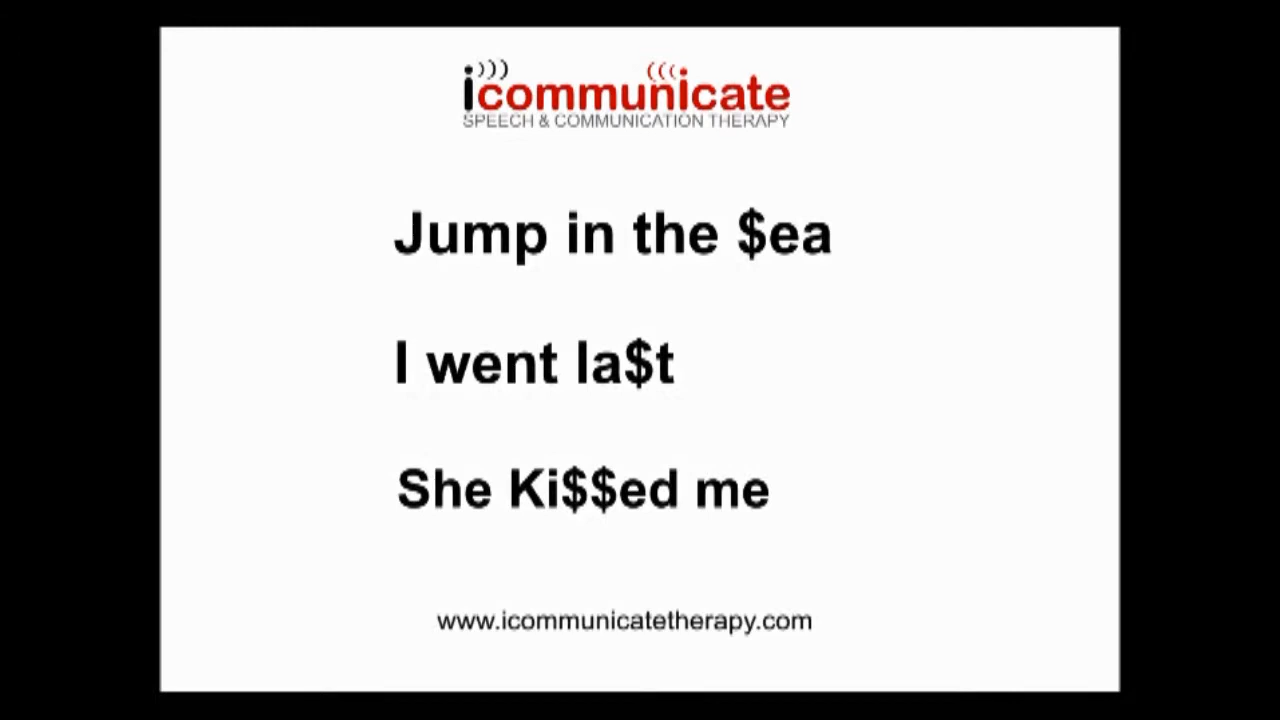 icommunicate
SPEECH & COMMUNICATION THERAPY
Jump in the $ea
I went la$t
She Ki$$ed me
www.icommunicatetherapy.com